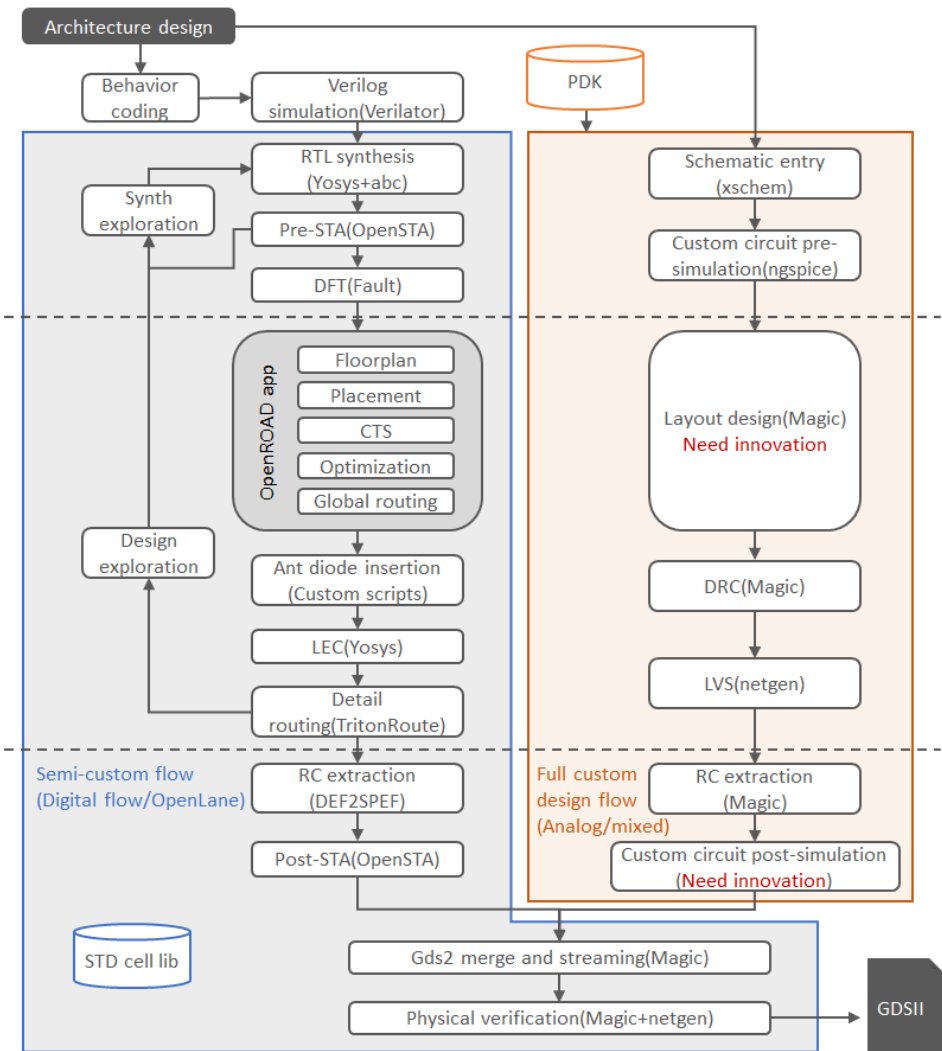 Architecture design
Behavior
coding
Verilog
simulation(Verilator)
PDK
RTL synthesis
(Yosys+abc)
Synth
exploration
Pre-STA(OpenSTA)
DFT(Fault)
Schematic entry
(xschem)
Custom circuit pre-
simulation(ngspice)
OpenROAD app
Floorplan
Placement
CTS
Optimization
Global routing
Layout design(Magic)
Need innovation
Design
exploration
Ant diode insertion
(Custom scripts)
LEC(Yosys)
Detail
routing(TritonRoute)
DRC(Magic)
LVS(netgen)
Semi-custom flow
(Digital flow/OpenLane)
RC extraction
(DEF2SPEF)
Post-STA(OpenSTA)
Full custom
design flow
(Analog/mixed)
RC extraction
(Magic)
Custom circuit post-simulation
(Need innovation)
STD cell lib
Gds2 merge and streaming(Magic)
Physical verification(Magic+netgen)
GDSII